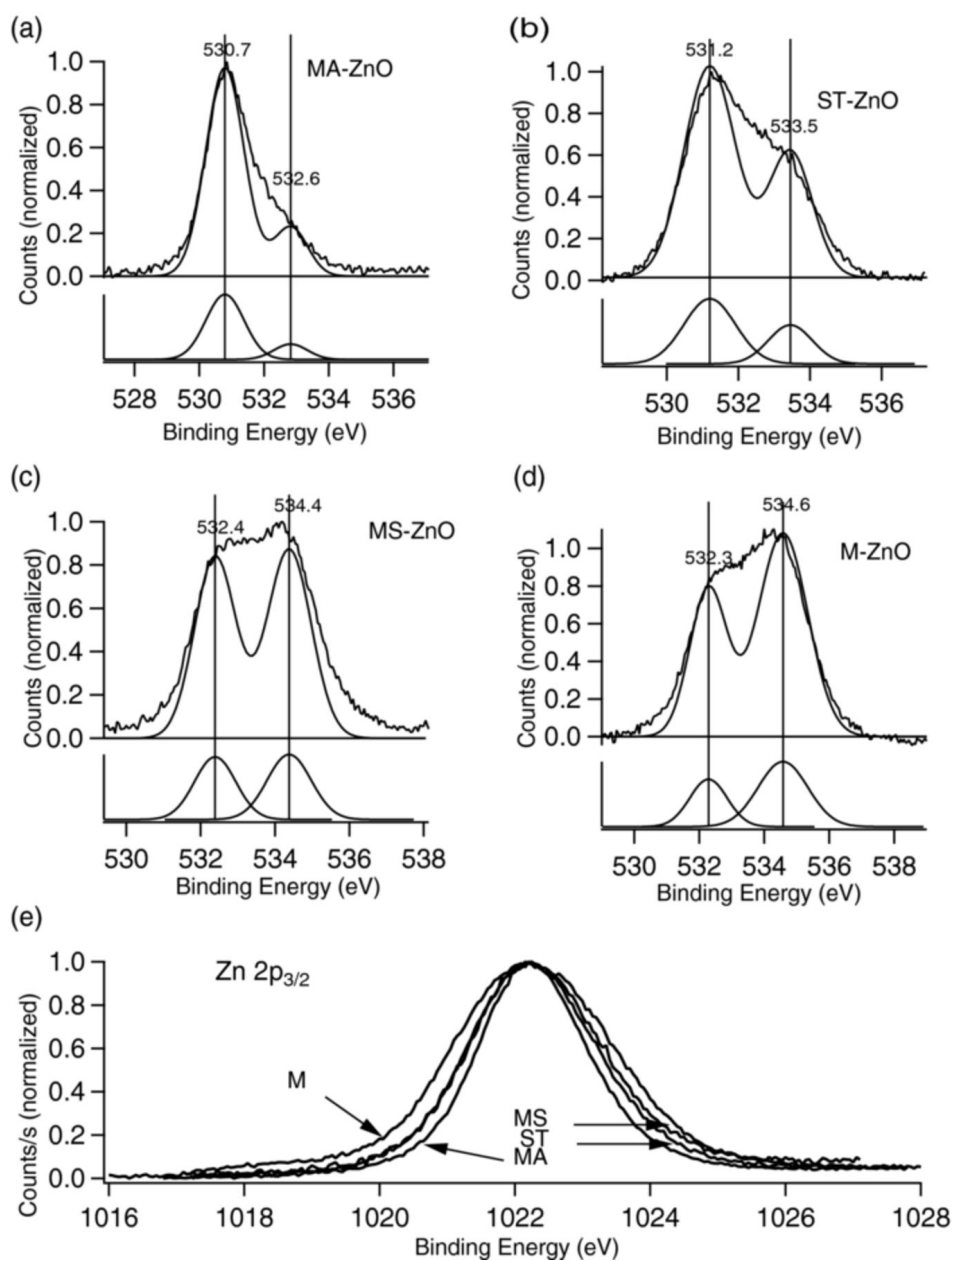 (a)
530.7
MA-ZnO
532.6
Counts (normalized)
1.0
0.8
0.6
0.4
0.2
0.0
528 530 532 534 536
Binding Energy (eV)
(b)
531.2
ST-ZnO
533.5
Counts (normalized)
1.0
0.8
0.6
0.4
0.2
0.0
530 532 534 536
Binding Energy (eV)
(c)
534.4
532.4
MS-ZnO
Counts (normalized)
1.0
0.8
0.6
0.4
0.2
0.0
530 532 534 536 538
Binding Energy (eV)
(d)
534.6
532.3
M-ZnO
Counts (normalized)
1.0
0.8
0.6
0.4
0.2
0.0
530 532 534 536 538
Binding Energy (eV)
(e)
Zn 2p3/2
Counts/s (normalized)
1.0
0.8
0.6
0.4
0.2
0.0
M
MS
ST
MA
1016 1018 1020 1022 1024 1026 1028
Binding Energy (eV)